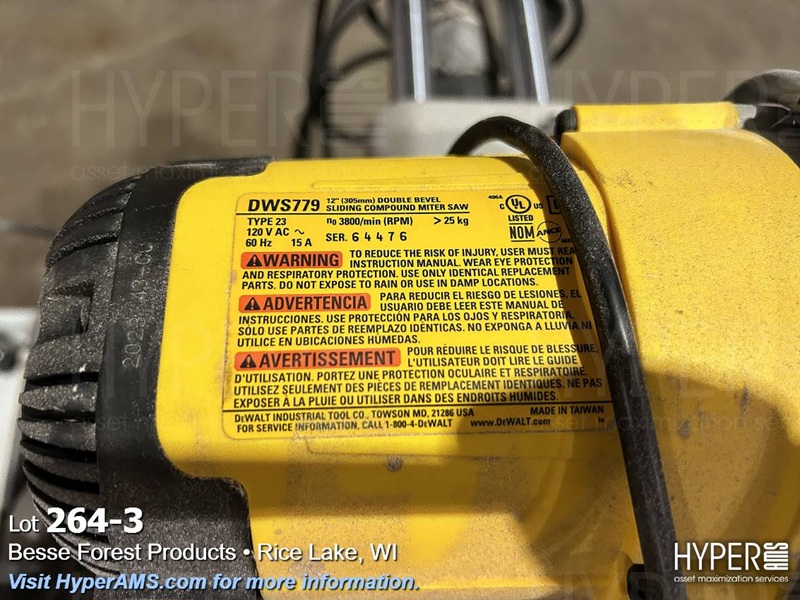 DWS779 12" (305mm) DOUBLE BEVEL
SLIDING COMPOUND MITER SAW
TYPE 23 n0 3800/min (RPM) > 25 kg
120 V AC ~
60 Hz 15 A SER. 64476
C UL US
LISTED
NOM
WARNING TO REDUCE THE RISK OF INJURY, USER MUST
INSTRUCTION MANUAL. WEAR EYE PROTECTION
AND RESPIRATORY PROTECTION. USE ONLY IDENTICAL REPLACEMENT
PARTS. DO NOT EXPOSE TO RAIN OR USE IN DAMP LOCATIONS.
ADVERTENCIA PARA REDUCIR EL RIESGO DE LESIONES, EL
USUARIO DEBE LEER ESTE MANUAL DE
INSTRUCCIONES. USE PROTECCIÓN PARA LOS OJOS Y RESPIRATORIA.
SÓLO USE PARTES DE REEMPLAZO IDÉNTICAS. NO EXPONGA A LLUVIA NI
UTILICE EN UBICACIONES HÚMEDAS.
AVERTISSEMENT POUR RÉDUIRE LE RISQUE DE BLESSURE,
L'UTILISATEUR DOIT LIRE LE GUIDE
D'UTILISATION. PORTEZ UNE PROTECTION OCULAIRE ET RESPIRATOIRE.
UTILISEZ SEULEMENT DES PIÈCES DE REMPLACEMENT IDENTIQUES. NE PAS
EXPOSER À LA PLUIE OU UTILISER DANS DES ENDROITS HUMIDES.
DEWALT INDUSTRIAL TOOL CO., TOWSON MD, 21286 USA MADE IN TAIWAN
FOR SERVICE INFORMATION, CALL 1-800-4-DEWALT www.DEWALT.com
Lot 264-3
Besse Forest Products • Rice Lake, WI
Visit HyperAMS.com for more information.
HYPER AMS
asset maximization services